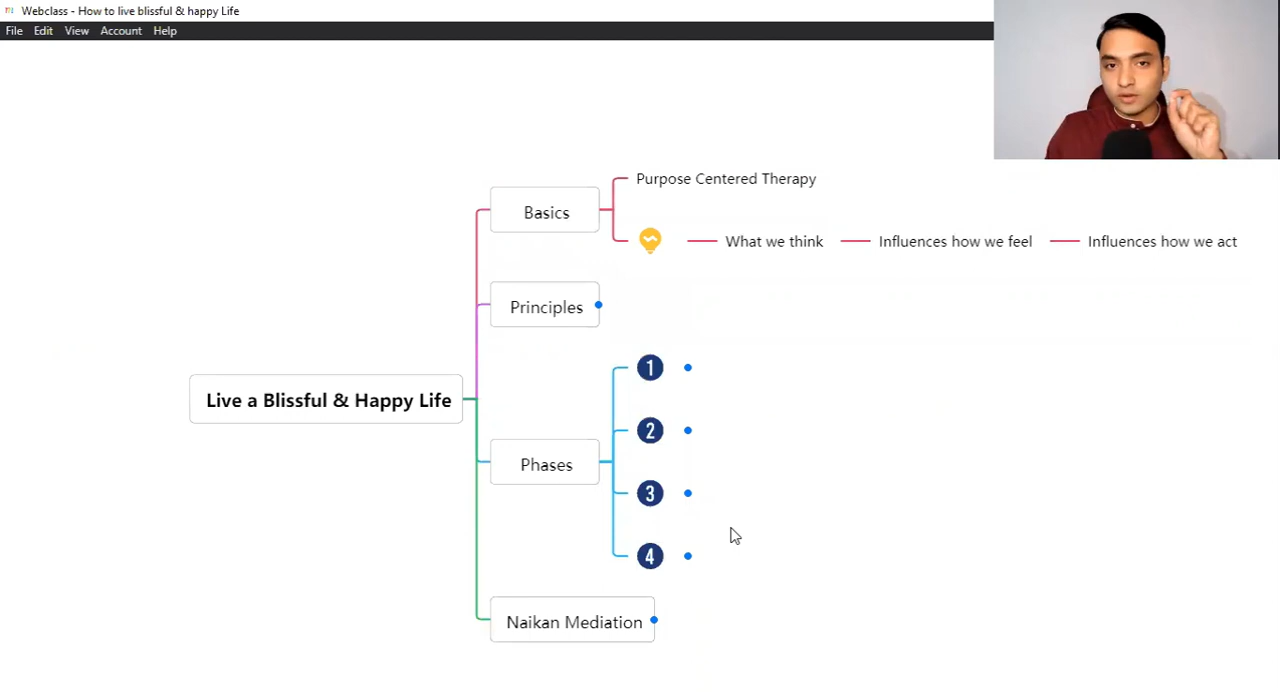 Webclass - How to live blissful & happy Life
File Edit View Account Help
Purpose Centered Therapy
Basics
What we think
Influences how we feel
Influences how we act
Principles
1
Live a Blissful & Happy Life
2
Phases
3
4
Naikan Mediation